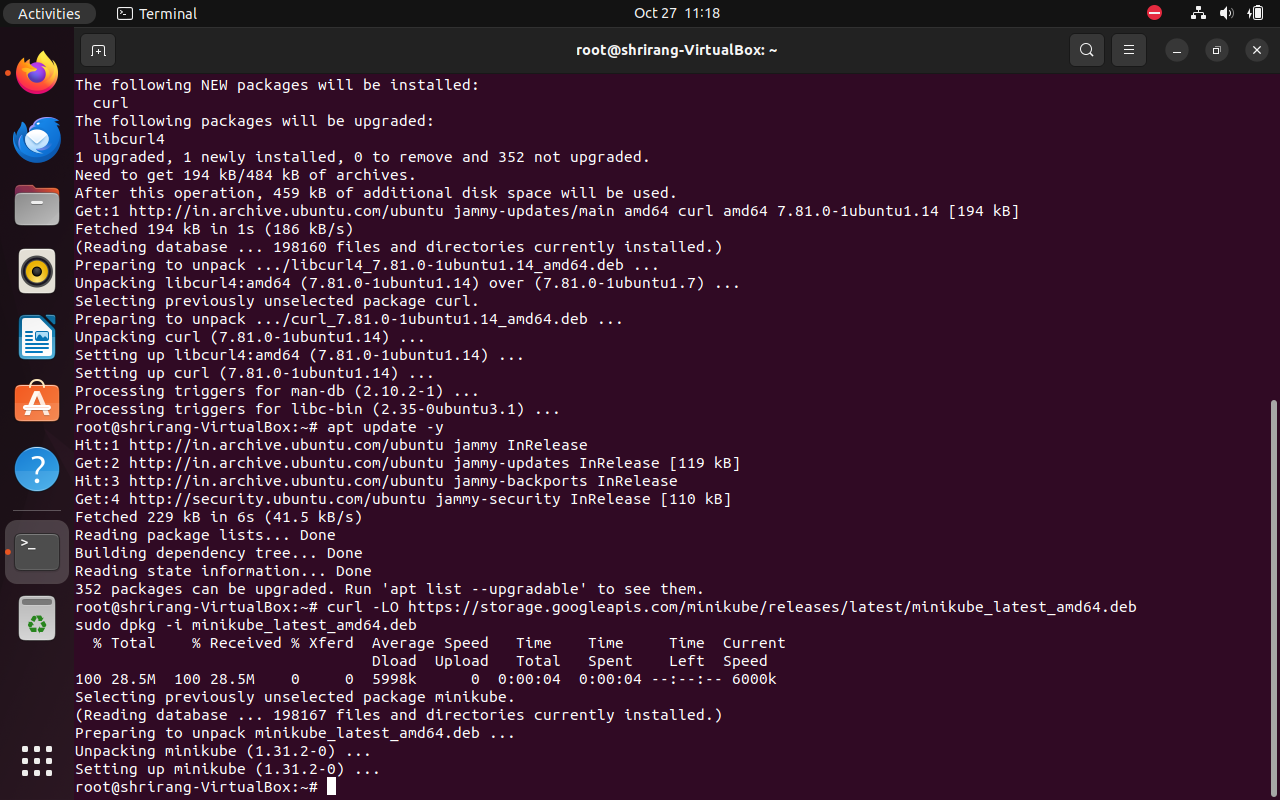 Activities
Terminal
Oct 27 11:18
root@shrirang-VirtualBox: ~
The following NEW packages will be installed:
  curl
The following packages will be upgraded:
  libcurl4
1 upgraded, 1 newly installed, 0 to remove and 352 not upgraded.
Need to get 194 kB/484 kB of archives.
After this operation, 459 kB of additional disk space will be used.
Get:1 http://in.archive.ubuntu.com/ubuntu jammy-updates/main amd64 curl amd64 7.81.0-1ubuntu1.14 [194 kB]
Fetched 194 kB in 1s (186 kB/s)
(Reading database ... 198160 files and directories currently installed.)
Preparing to unpack .../libcurl4_7.81.0-1ubuntu1.14_amd64.deb ...
Unpacking libcurl4:amd64 (7.81.0-1ubuntu1.14) over (7.81.0-1ubuntu1.7) ...
Selecting previously unselected package curl.
Preparing to unpack .../curl_7.81.0-1ubuntu1.14_amd64.deb ...
Unpacking curl (7.81.0-1ubuntu1.14) ...
Setting up libcurl4:amd64 (7.81.0-1ubuntu1.14) ...
Setting up curl (7.81.0-1ubuntu1.14) ...
Processing triggers for man-db (2.10.2-1) ...
Processing triggers for libc-bin (2.35-0ubuntu3.1) ...
root@shrirang-VirtualBox:~# apt update -y
Hit:1 http://in.archive.ubuntu.com/ubuntu jammy InRelease
Get:2 http://in.archive.ubuntu.com/ubuntu jammy-updates InRelease [119 kB]
Hit:3 http://in.archive.ubuntu.com/ubuntu jammy-backports InRelease
Get:4 http://security.ubuntu.com/ubuntu jammy-security InRelease [110 kB]
Fetched 229 kB in 6s (41.5 kB/s)
Reading package lists... Done
Building dependency tree... Done
Reading state information... Done
352 packages can be upgraded. Run 'apt list --upgradable' to see them.
root@shrirang-VirtualBox:~# curl -LO https://storage.googleapis.com/minikube/releases/latest/minikube_latest_amd64.deb
sudo dpkg -i minikube_latest_amd64.deb
  % Total    % Received % Xferd  Average Speed   Time    Time     Time  Current
                                 Dload  Upload   Total   Spent    Left  Speed
100 28.5M  100 28.5M    0     0  5998k      0  0:00:04  0:00:04 --:--:-- 6000k
Selecting previously unselected package minikube.
(Reading database ... 198167 files and directories currently installed.)
Preparing to unpack minikube_latest_amd64.deb ...
Unpacking minikube (1.31.2-0) ...
Setting up minikube (1.31.2-0) ...
root@shrirang-VirtualBox:~#